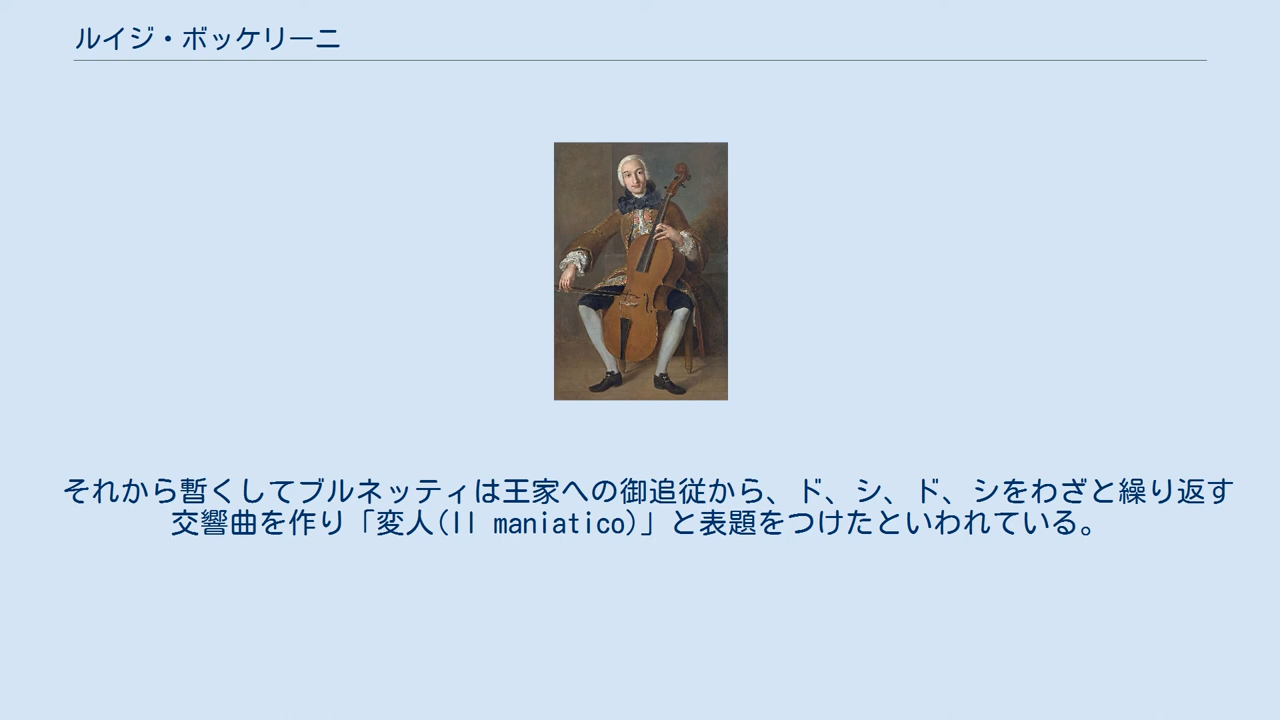 ルイジ・ボッケリーニ
それから暫くしてブルネッティは王家への御追従から、ド、シ、ド、シをわざと繰り返す
交響曲を作り「変人(Il maniatico)」と表題をつけたといわれている。